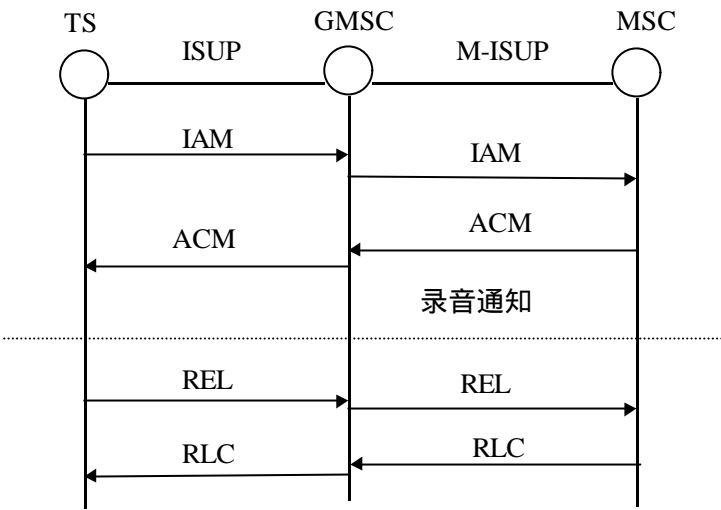 TS GMSC MSC
ISUP M-ISUP
IAM
IAM
ACM
ACM
录音通知
REL
REL
RLC
RLC